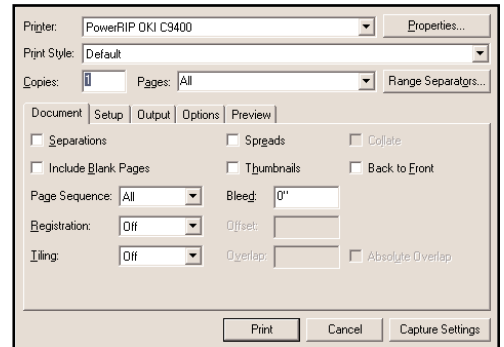 Printer: PowerRIP OKI C9400 Properties...
Print Style: Default
Copies: 1 Pages: All Range Separators...
Document Setup Output Options Preview
Separations Spreads Collate
Include Blank Pages Thumbnails Back to Front
Page Sequence: All Bleed: 0"
Registration: Off Offset:
Tiling: Off Overlap: Absolute Overlap
Print Cancel Capture Settings